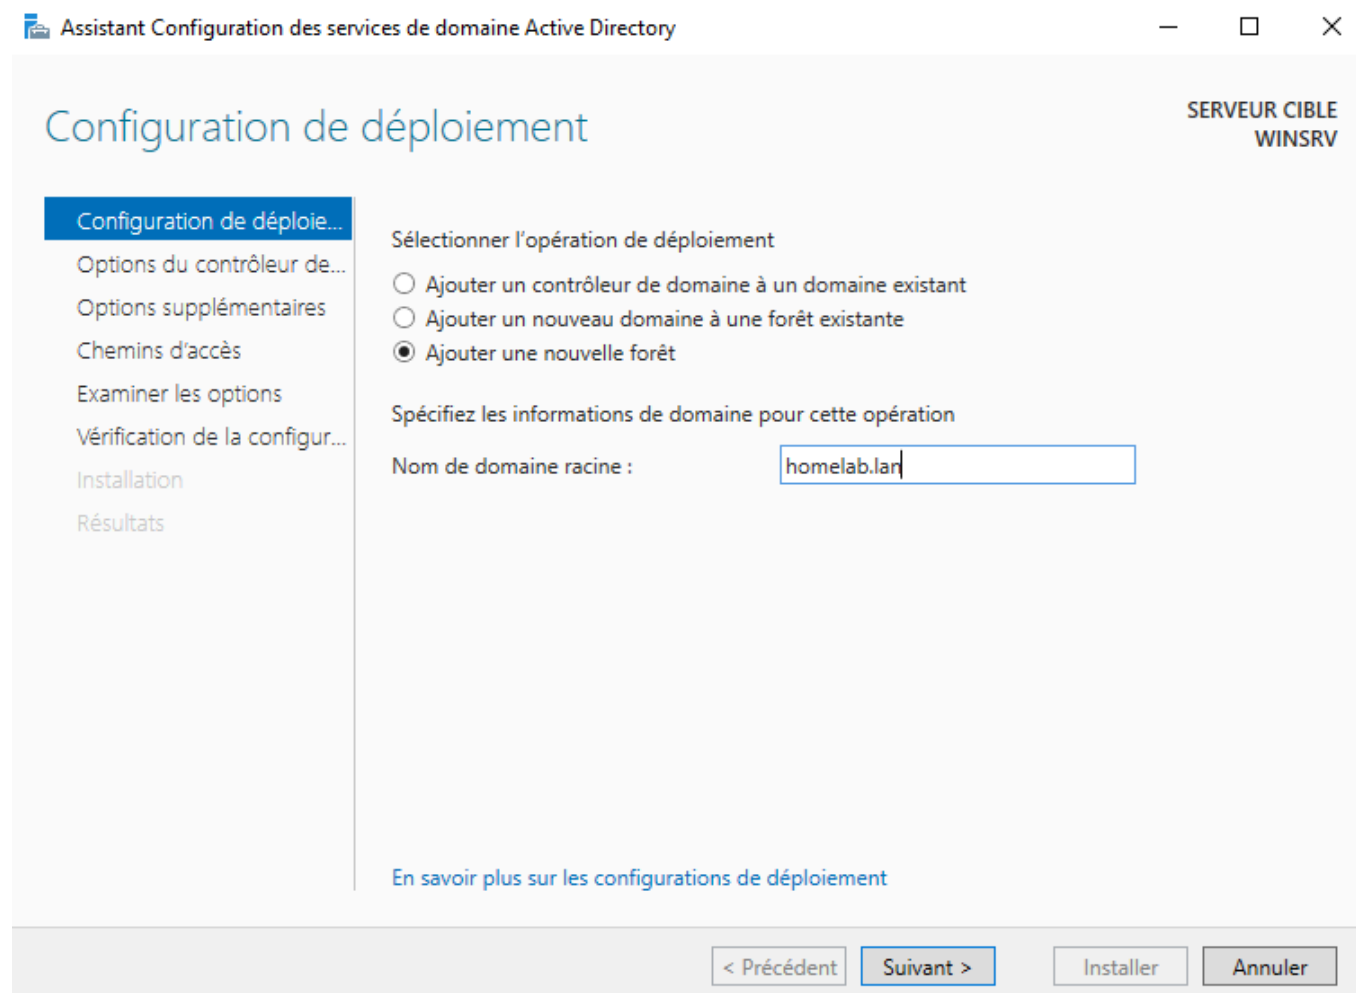 Assistant Configuration des services de domaine Active Directory
Configuration de déploiement
SERVEUR CIBLE
WINSRV
Configuration de déploie...
Options du contrôleur de...
Options supplémentaires
Chemins d'accès
Examiner les options
Vérification de la configur...
Installation
Résultats
Sélectionner l'opération de déploiement
Ajouter un contrôleur de domaine à un domaine existant
Ajouter un nouveau domaine à une forêt existante
Ajouter une nouvelle forêt
Spécifiez les informations de domaine pour cette opération
Nom de domaine racine : homelab.lan
En savoir plus sur les configurations de déploiement
< Précédent Suivant > Installer Annuler